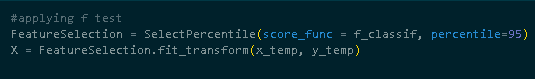 #applying f test
FeatureSelection = SelectPercentile(score_func = f_classif, percentile=95)
X = FeatureSelection.fit_transform(x_temp, y_temp)